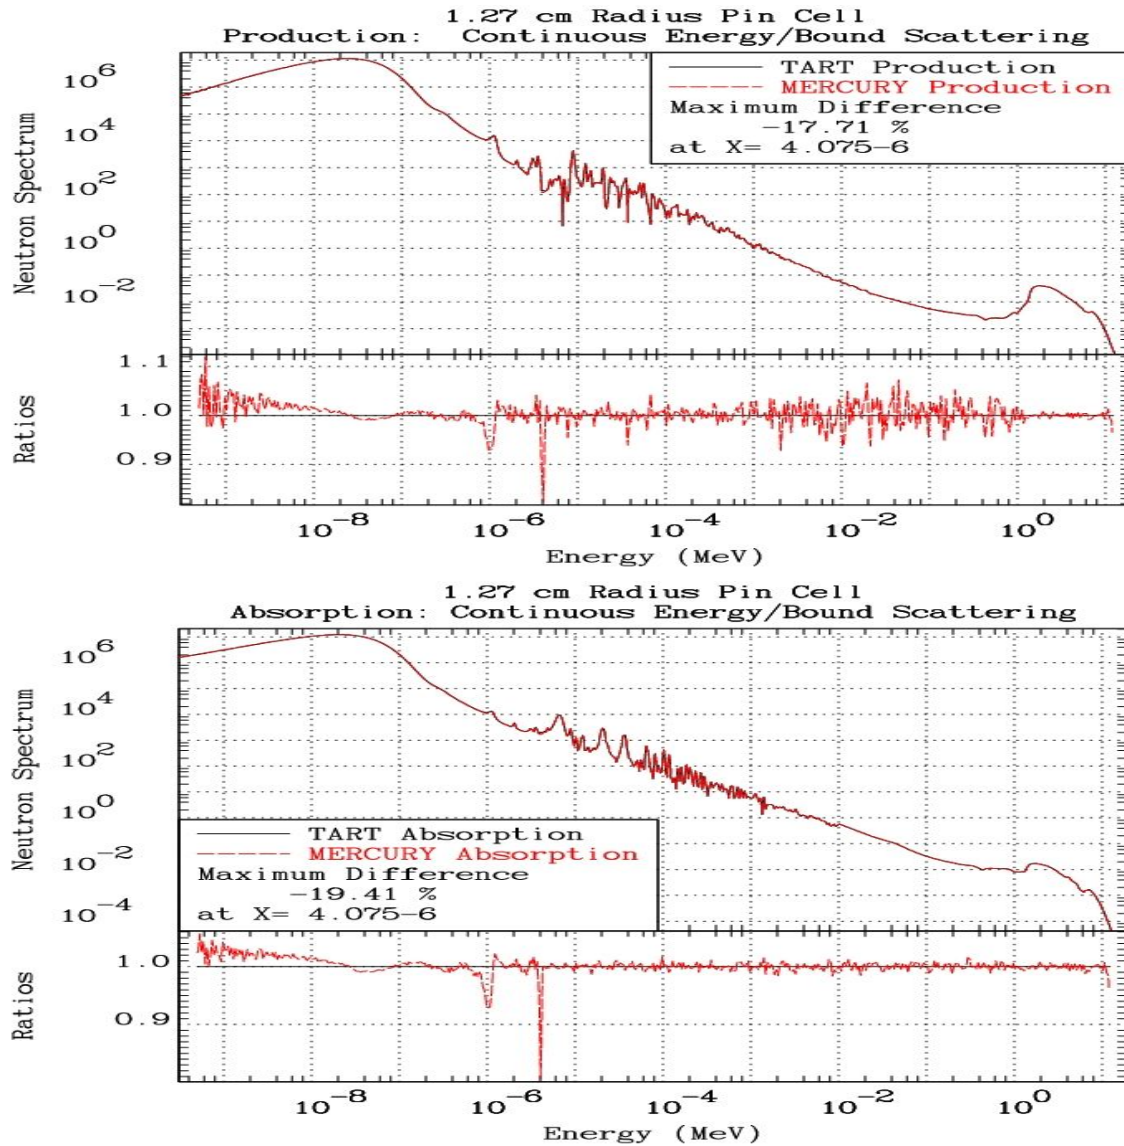 1.27 cm Radius Pin Cell
Production: Continuous Energy/Bound Scattering
TART Production
MERCURY Production
Maximum Difference
-17.71 %
at X= 4.075-6
Neutron Spectrum
10^6
10^4
10^2
10^0
10^-2
Ratios
1.1
1.0
0.9
10^-8 10^-6 10^-4 10^-2 10^0
Energy (MeV)
1.27 cm Radius Pin Cell
Absorption: Continuous Energy/Bound Scattering
Neutron Spectrum
10^6
10^4
10^2
10^0
10^-2
10^-4
TART Absorption
MERCURY Absorption
Maximum Difference
-19.41 %
at X= 4.075-6
Ratios
1.0
0.9
10^-8 10^-6 10^-4 10^-2 10^0
Energy (MeV)